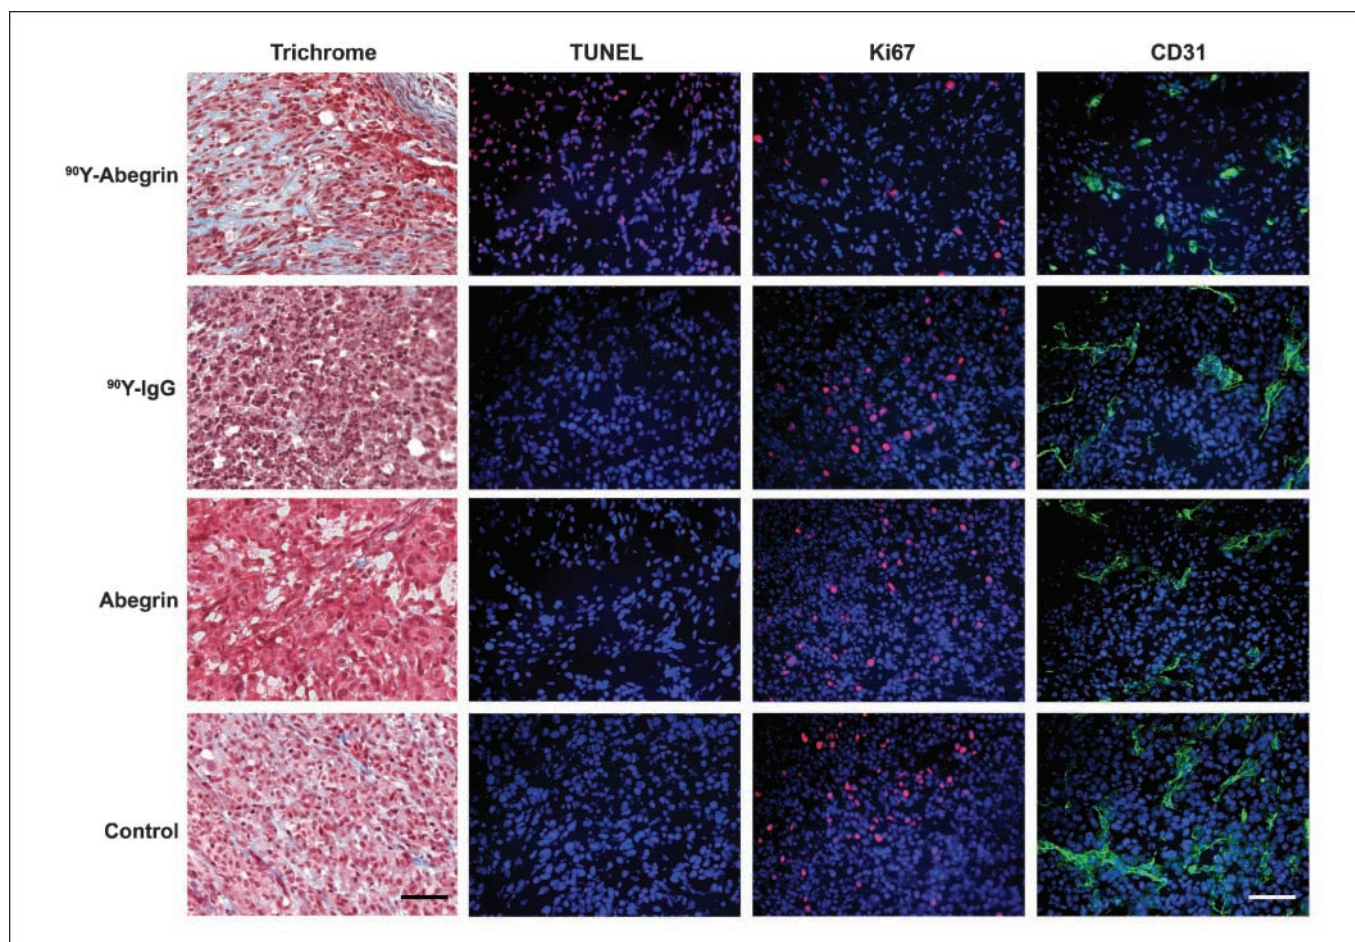 Trichrome TUNEL Ki67 CD31
⁹⁰Y-Abegrin
⁹⁰Y-IgG
Abegrin
Control